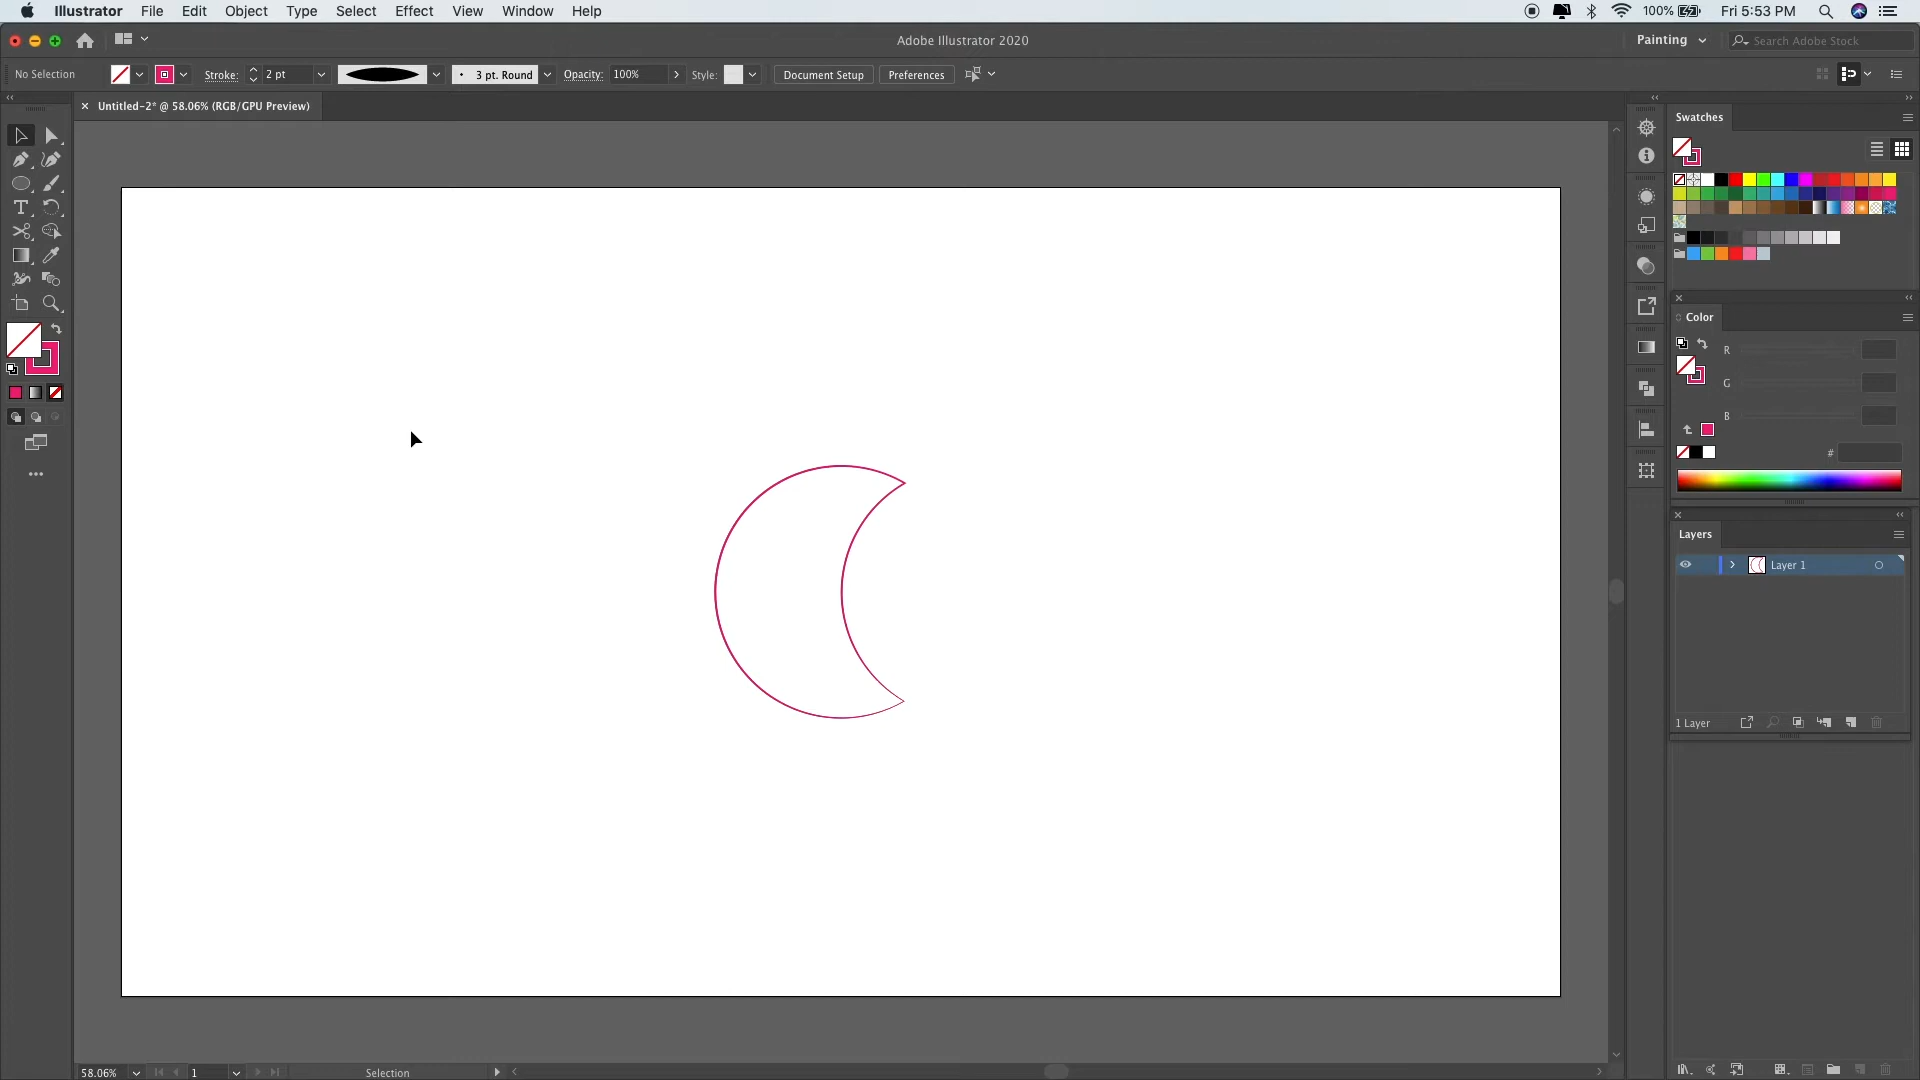 Illustrator File Edit Object Type Select Effect View Window Help 100% Fri 5:53 PM
Adobe Illustrator 2020 Painting Search Adobe Stock
No Selection Stroke: 2 pt 3 pt. Round Opacity: 100% Style: Document Setup Preferences
× Untitled-2* @ 58.06% (RGB/GPU Preview)
Swatches
Color
R
G
B
#
Layers
Layer 1
1 Layer
58.06% 1 Selection